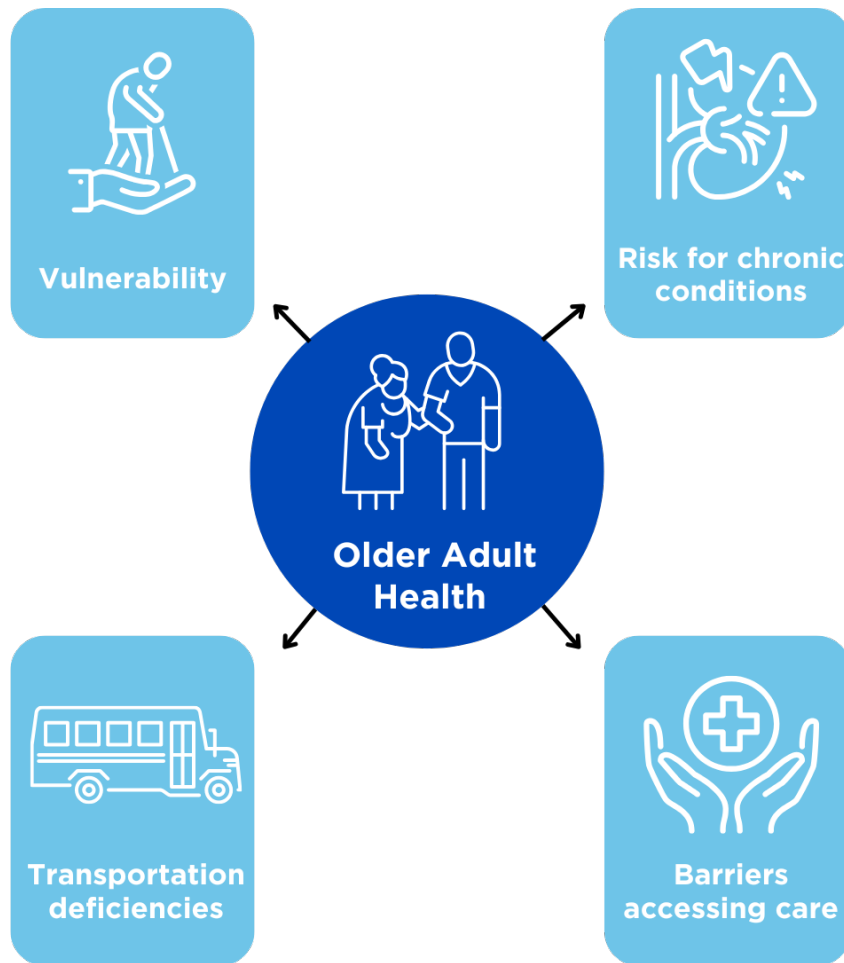 Vulnerability
Risk for chronic
conditions
Older Adult
Health
Transportation
deficiencies
Barriers
accessing care